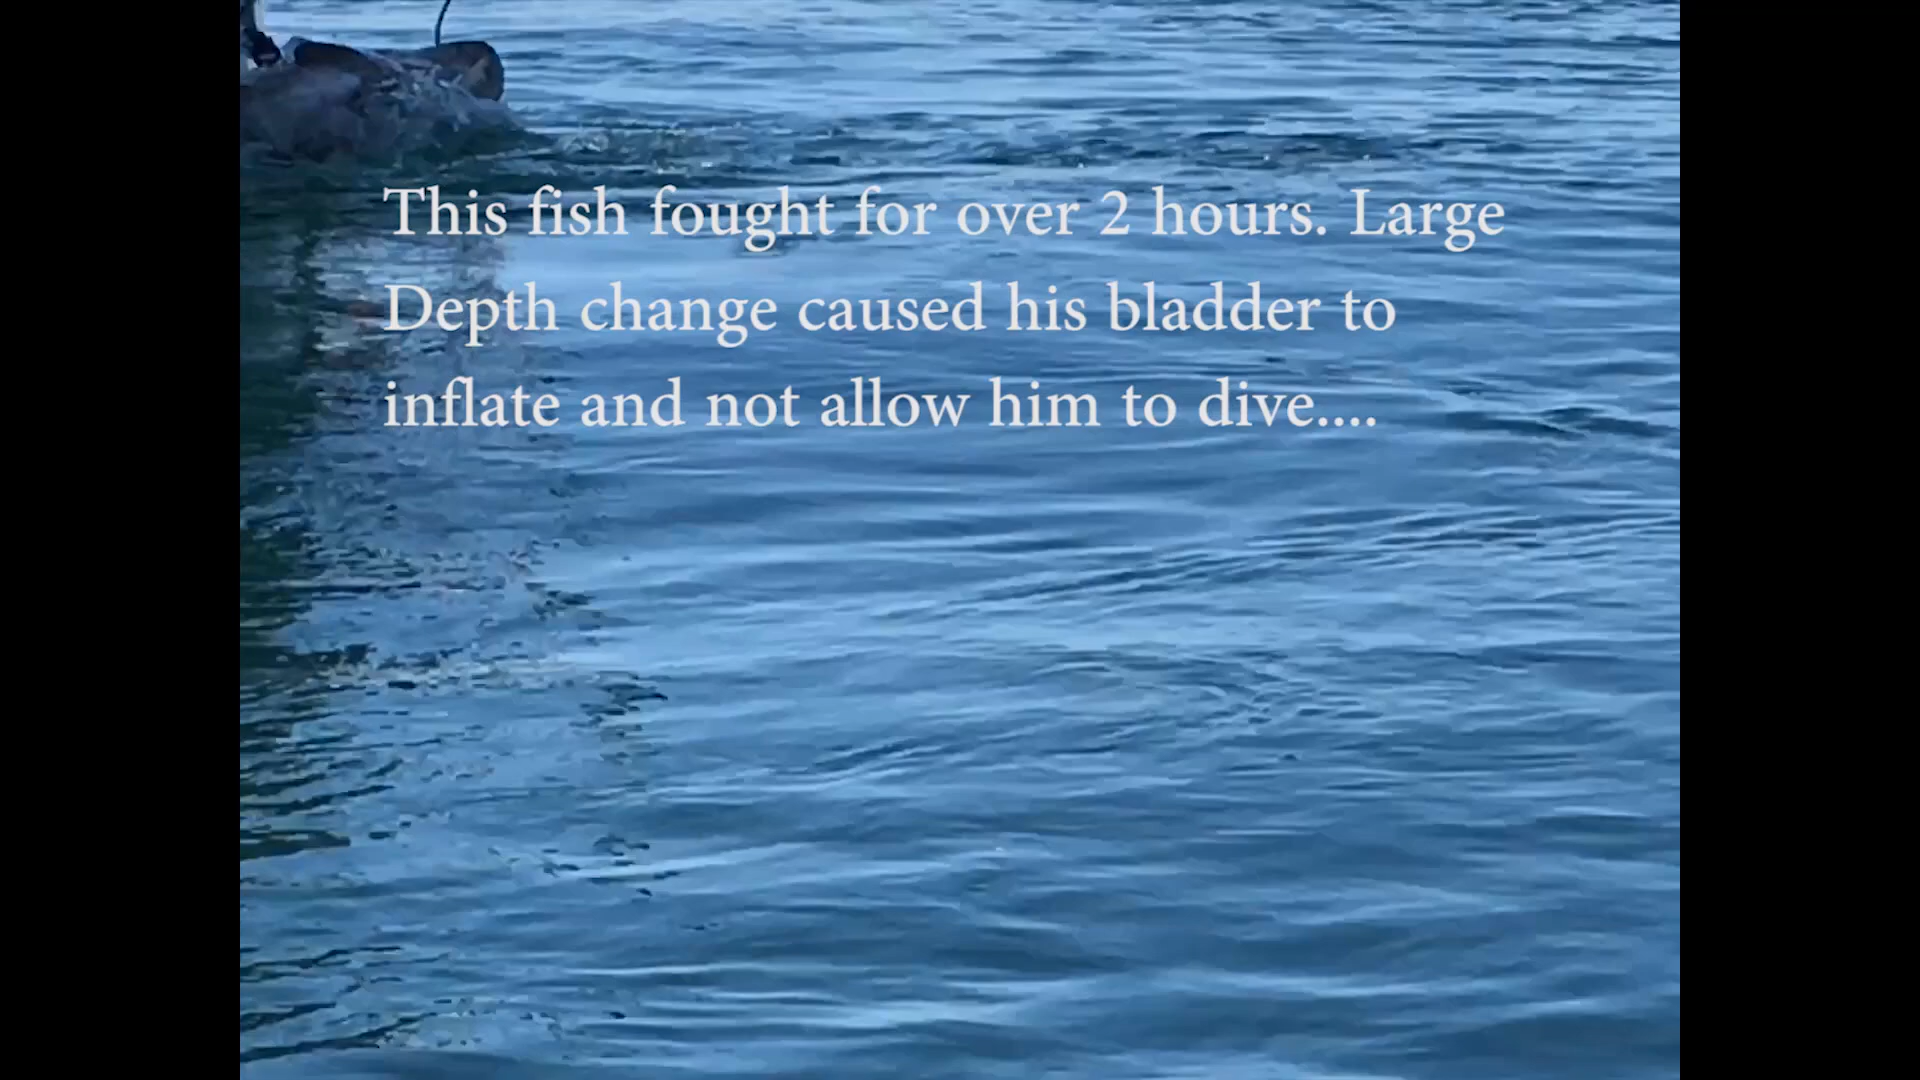 This fish fought for over 2 hours. Large
Depth change caused his bladder to
inflate and not allow him to dive....